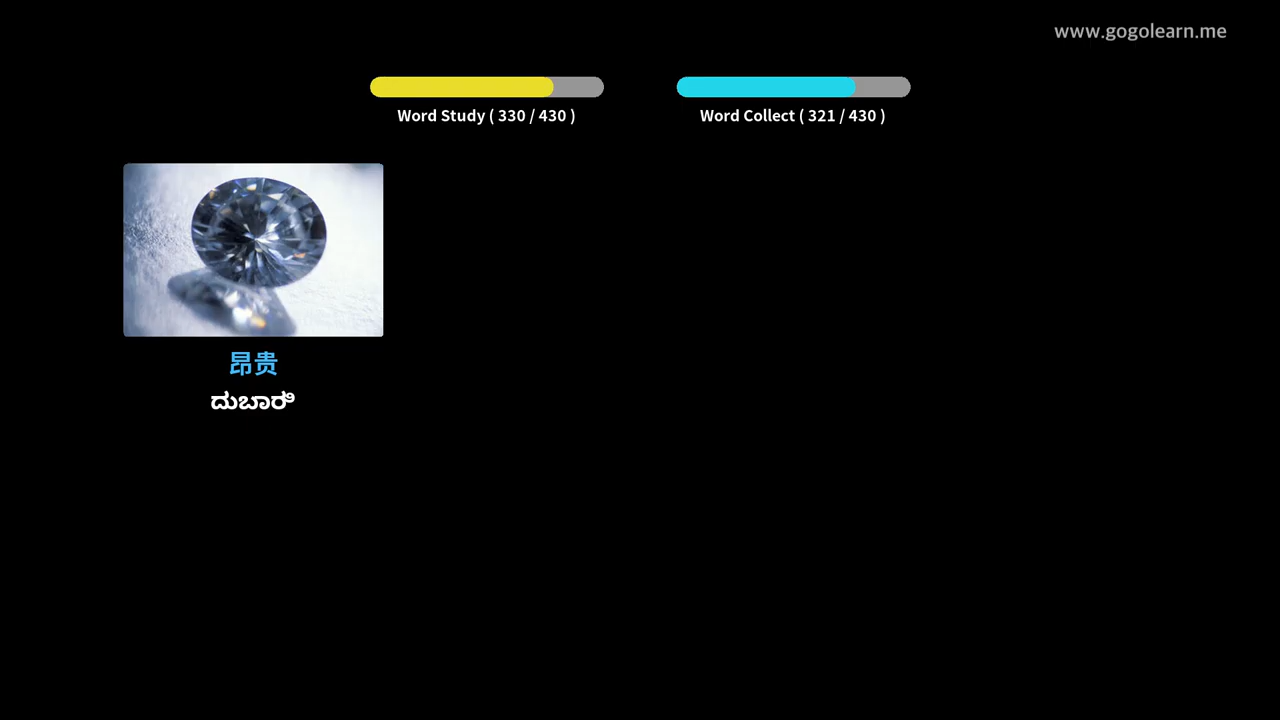 www.gogolearn.me
Word Study ( 330 / 430 )
Word Collect ( 321 / 430 )
昂贵
ದುಬಾರಿ